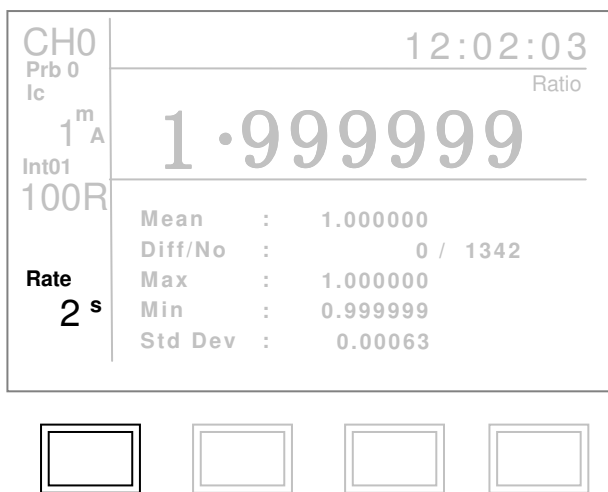 CH0
12:02:03
Prb 0
Ic
Ratio
1 m A
1.999999
Int01
100R
Mean : 1.000000
Diff/No : 0 / 1342
Rate
Max : 1.000000
2 s
Min : 0.999999
Std Dev : 0.00063